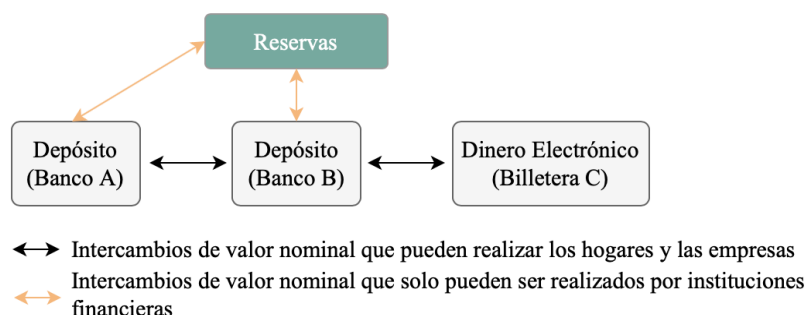 Reservas
Depósito
(Banco A)
Depósito
(Banco B)
Dinero Electrónico
(Billetera C)
Intercambios de valor nominal que pueden realizar los hogares y las empresas
Intercambios de valor nominal que solo pueden ser realizados por instituciones
financieras